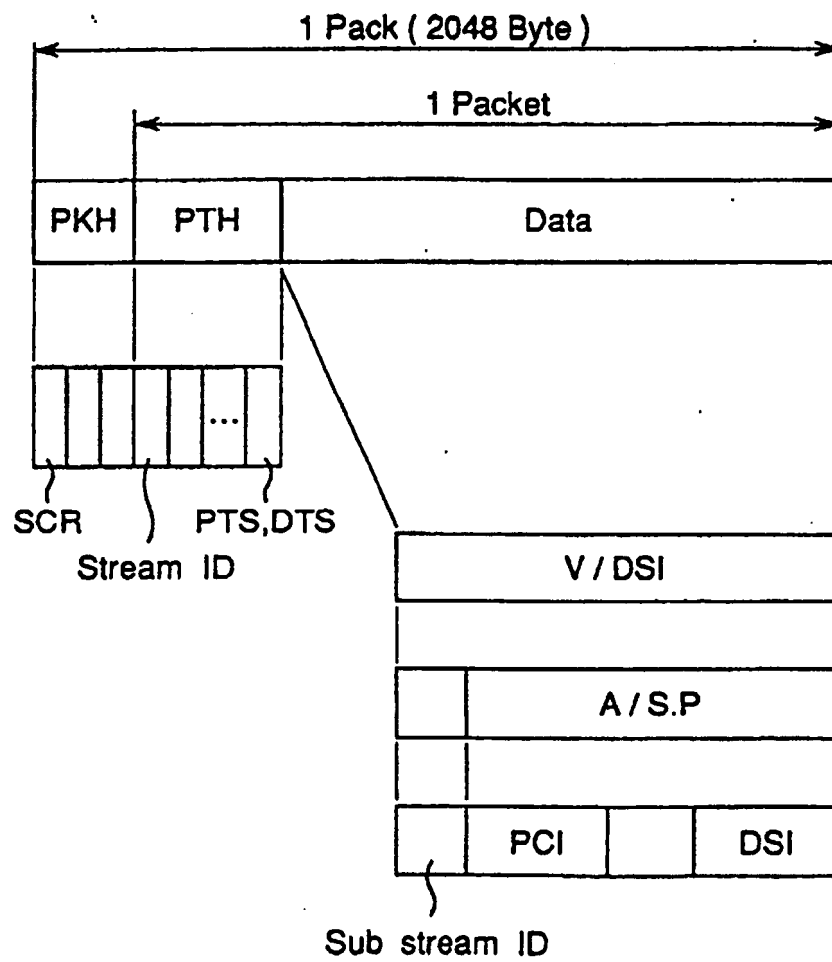 1 Pack ( 2048 Byte )
1 Packet
PKH PTH Data
...
SCR PTS,DTS
Stream ID
V / DSI
A / S.P
PCI DSI
Sub stream ID